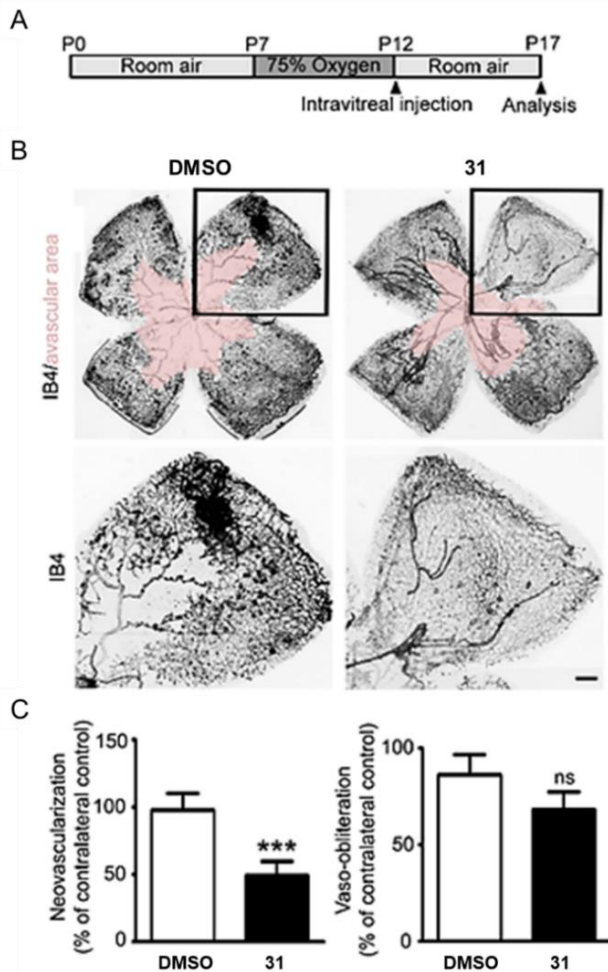 A
P0 P7 P12 P17
Room air 75% Oxygen Room air
Intravitreal injection Analysis
B
DMSO 31
IB4/avascular area
IB4
C
Neovascularization
(% of contralateral control)
150
100
50
0
***
DMSO 31
Vaso-obliteration
(% of contralateral control)
100
50
0
ns
DMSO 31